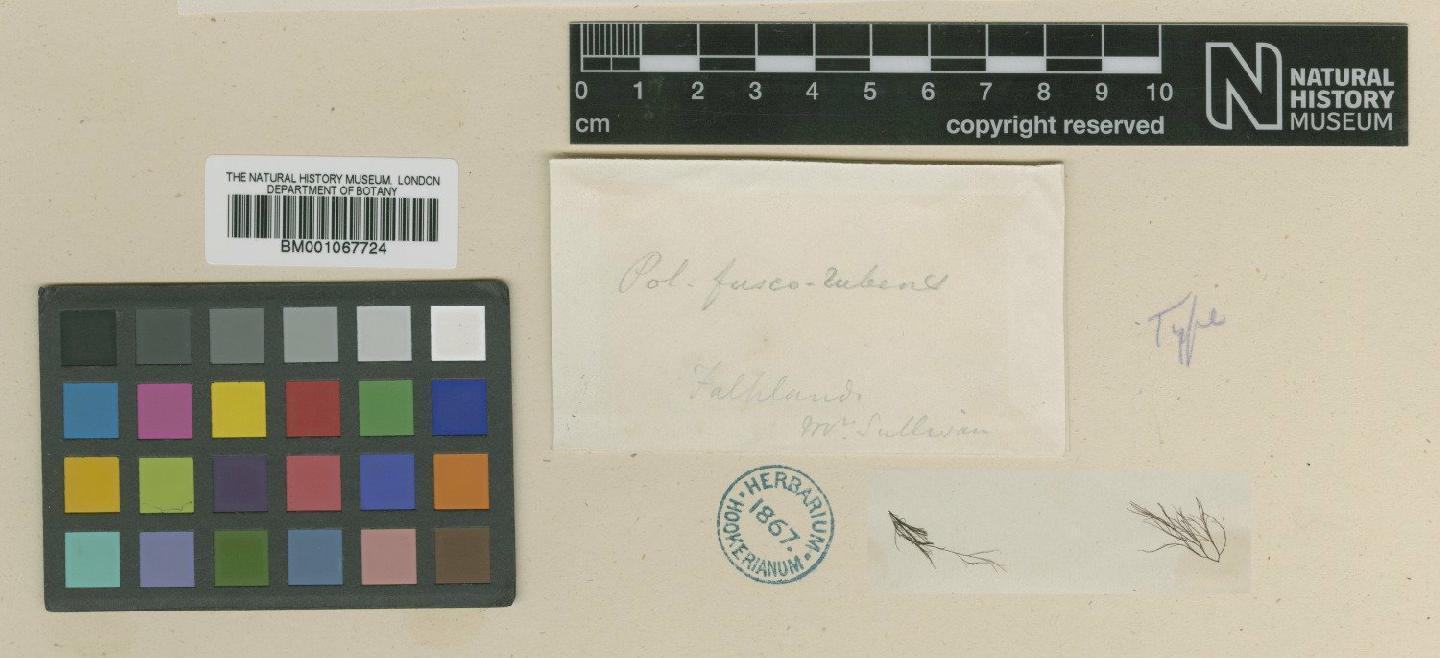 0 1 2 3 4 5 6 7 8 9 10
cm copyright reserved
NATURAL
HISTORY
MUSEUM
THE NATURAL HISTORY MUSEUM, LONDON
DEPARTMENT OF BOTANY
BM001067724
Pol. fusco-rubens
Falklands
Mr. Sullivan
Type
HERBARIUM
HOOKERIANUM
1867.